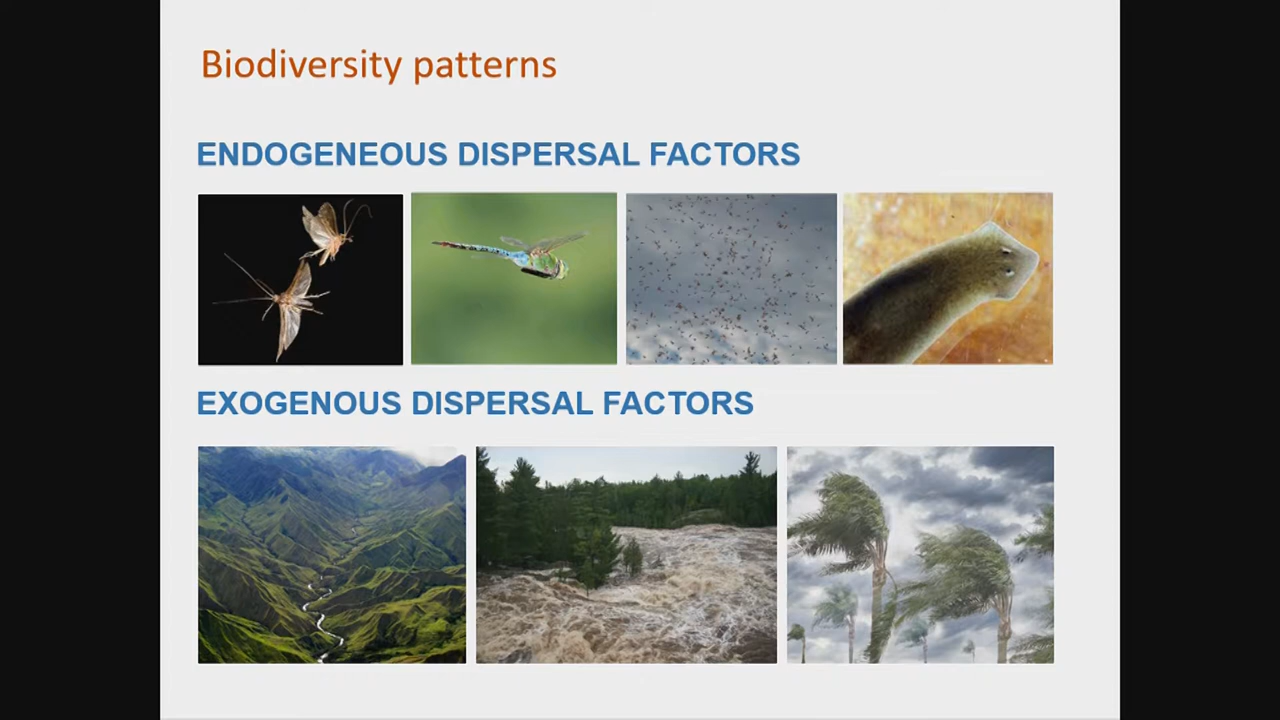 Biodiversity patterns
ENDOGENEOUS DISPERSAL FACTORS
EXOGENOUS DISPERSAL FACTORS